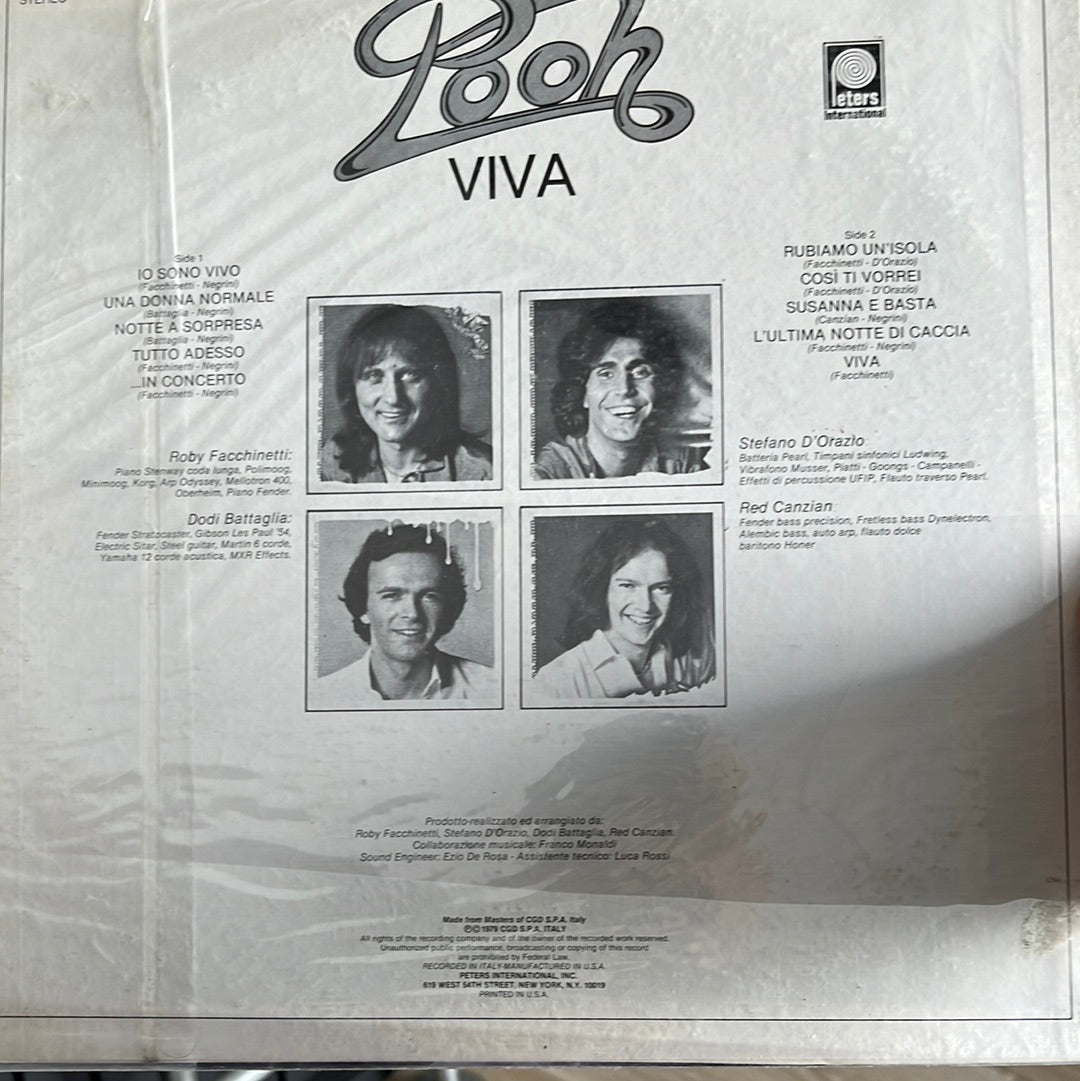 STEREO
Pooh
VIVA
Peters
International
Side 1
IO SONO VIVO
(Facchinetti - Negrini)
UNA DONNA NORMALE
(Battaglia - Negrini)
NOTTE A SORPRESA
(Battaglia - Negrini)
TUTTO ADESSO
(Facchinetti - Negrini)
...IN CONCERTO
(Facchinetti - Negrini)
Side 2
RUBIAMO UN'ISOLA
(Facchinetti - D'Orazio)
COSÌ TI VORREI
(Facchinetti - D'Orazio)
SUSANNA E BASTA
(Canzian - Negrini)
L'ULTIMA NOTTE DI CACCIA
(Facchinetti - Negrini)
VIVA
(Facchinetti)
Roby Facchinetti:
Piano Stenway coda lunga, Polimoog,
Minimoog, Korg, Arp Odyssey, Mellotron 400,
Oberheim, Piano Fender.
Dodi Battaglia:
Fender Stratocaster, Gibson Les Paul '54,
Electric Sitar, Steel guitar, Martin 6 corde,
Yamaha 12 corde acustica, MXR Effects.
Stefano D'Orazio
Batteria Pearl, Timpani sinfonici Ludwing,
Vibrafono Musser, Piatti - Goongs - Campanelli -
Effetti di percussione UFIP, Flauto traverso Pearl.
Red Canzian
Fender bass precision, Fretless bass Dynelectron,
Alembic bass, auto arp, flauto dolce
baritono Honer
Prodotto-realizzato ed arrangiato da:
Roby Facchinetti, Stefano D'Orazio, Dodi Battaglia, Red Canzian.
Collaborazione musicale: Franco Monaldi
Sound Engineer: Ezio De Rosa - Assistente tecnico: Luca Rossi
Made from Masters of CGD S.P.A. Italy
℗© 1979 CGD S.P.A. ITALY
All rights of the recording company and of the owner of the recorded work reserved.
Unauthorized public performance, broadcasting or copying of this record
are prohibited by Federal Law.
RECORDED IN ITALY-MANUFACTURED IN U.S.A.
PETERS INTERNATIONAL, INC.
619 WEST 54TH STREET, NEW YORK, N.Y. 10019
PRINTED IN U.S.A.